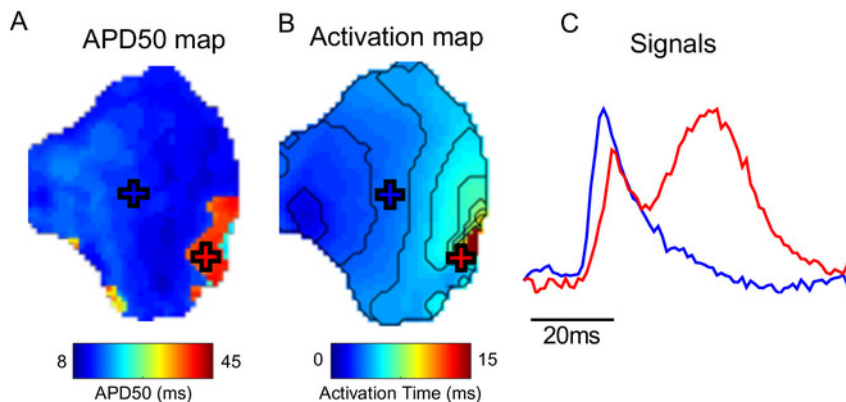 A
APD50 map
B
Activation map
C
Signals
8
45
APD50 (ms)
0
15
Activation Time (ms)
20ms